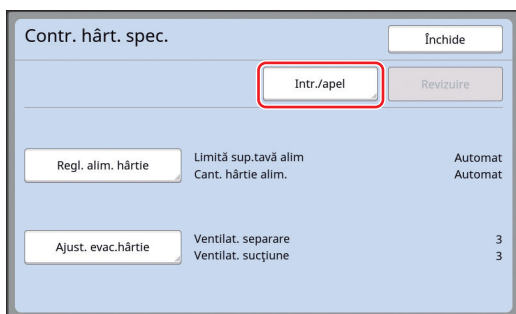 Contr. hârt. spec.
Închide
Intr./apel
Revizuire
Regl. alim. hârtie
Limită sup.tavă alim Automat
Cant. hârtie alim. Automat
Ajust. evac.hârtie
Ventilat. separare 3
Ventilat. sucţiune 3